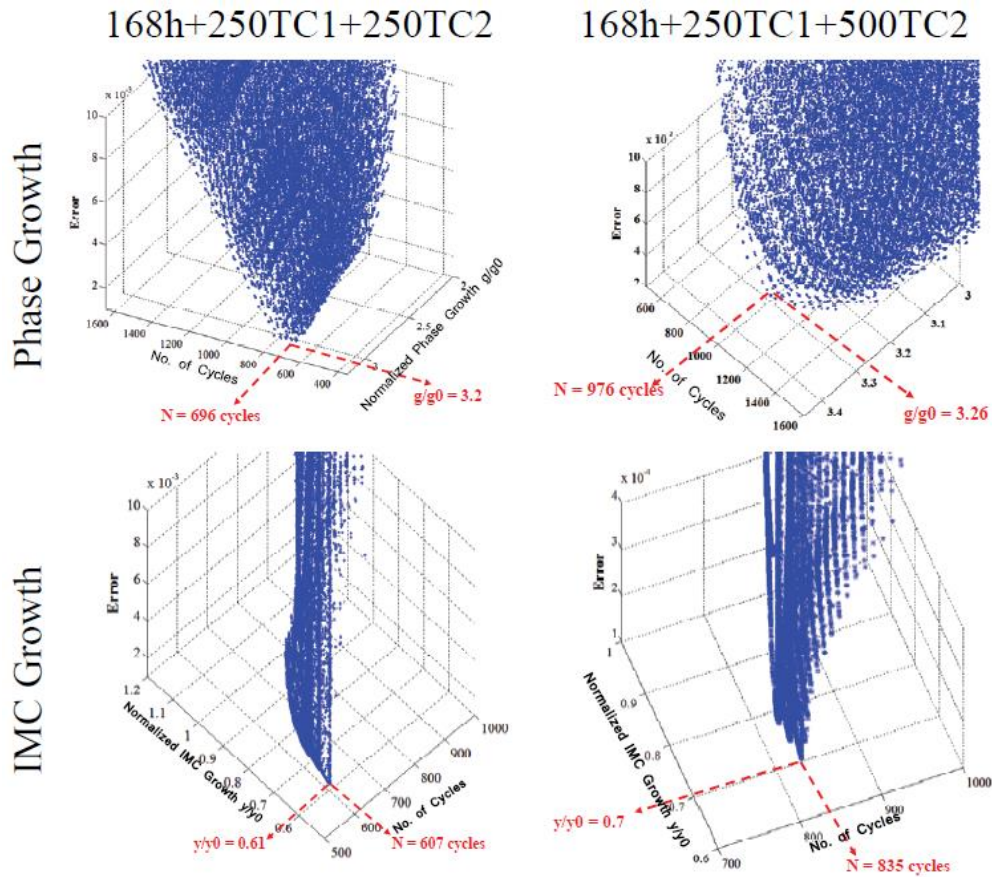 168h+250TC1+250TC2
168h+250TC1+500TC2
Phase Growth
x 10⁻³
10
8
6
4
2
Error
1600
1400
1200
1000
800
600
400
No. of Cycles
2
2.5
3
Normalized Phase Growth g/g0
N = 696 cycles
g/g0 = 3.2
10
8
6
4
2
Error
600
800
1000
1200
1400
1600
No. of Cycles
3
3.1
3.2
3.3
3.4
N = 976 cycles
g/g0 = 3.26
IMC Growth
x 10⁻³
10
8
6
4
2
Error
1.2
1.1
1
0.9
0.8
0.7
0.6
Normalized IMC Growth y/y0
500
600
700
800
900
1000
No. of Cycles
y/y0 = 0.61
N = 607 cycles
4
3
2
1
Error
1
0.9
0.8
0.7
0.6
Normalized IMC Growth y/y0
700
800
900
1000
No. of Cycles
y/y0 = 0.7
N = 835 cycles